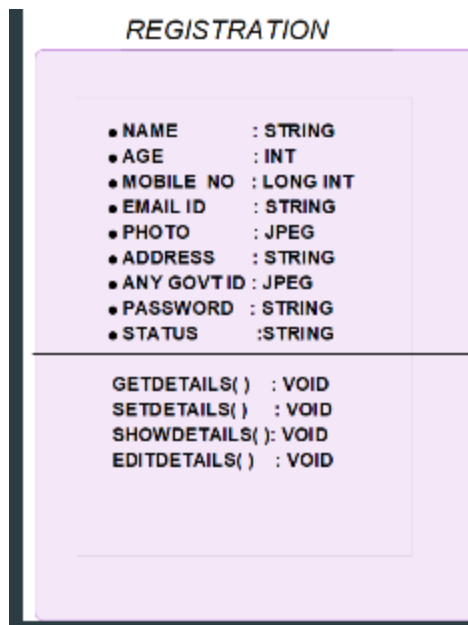 REGISTRATION
• NAME : STRING
• AGE : INT
• MOBILE NO : LONG INT
• EMAIL ID : STRING
• PHOTO : JPEG
• ADDRESS : STRING
• ANY GOVT ID : JPEG
• PASSWORD : STRING
• STATUS :STRING
GETDETAILS( ) : VOID
SETDETAILS( ) : VOID
SHOWDETAILS( ): VOID
EDITDETAILS( ) : VOID